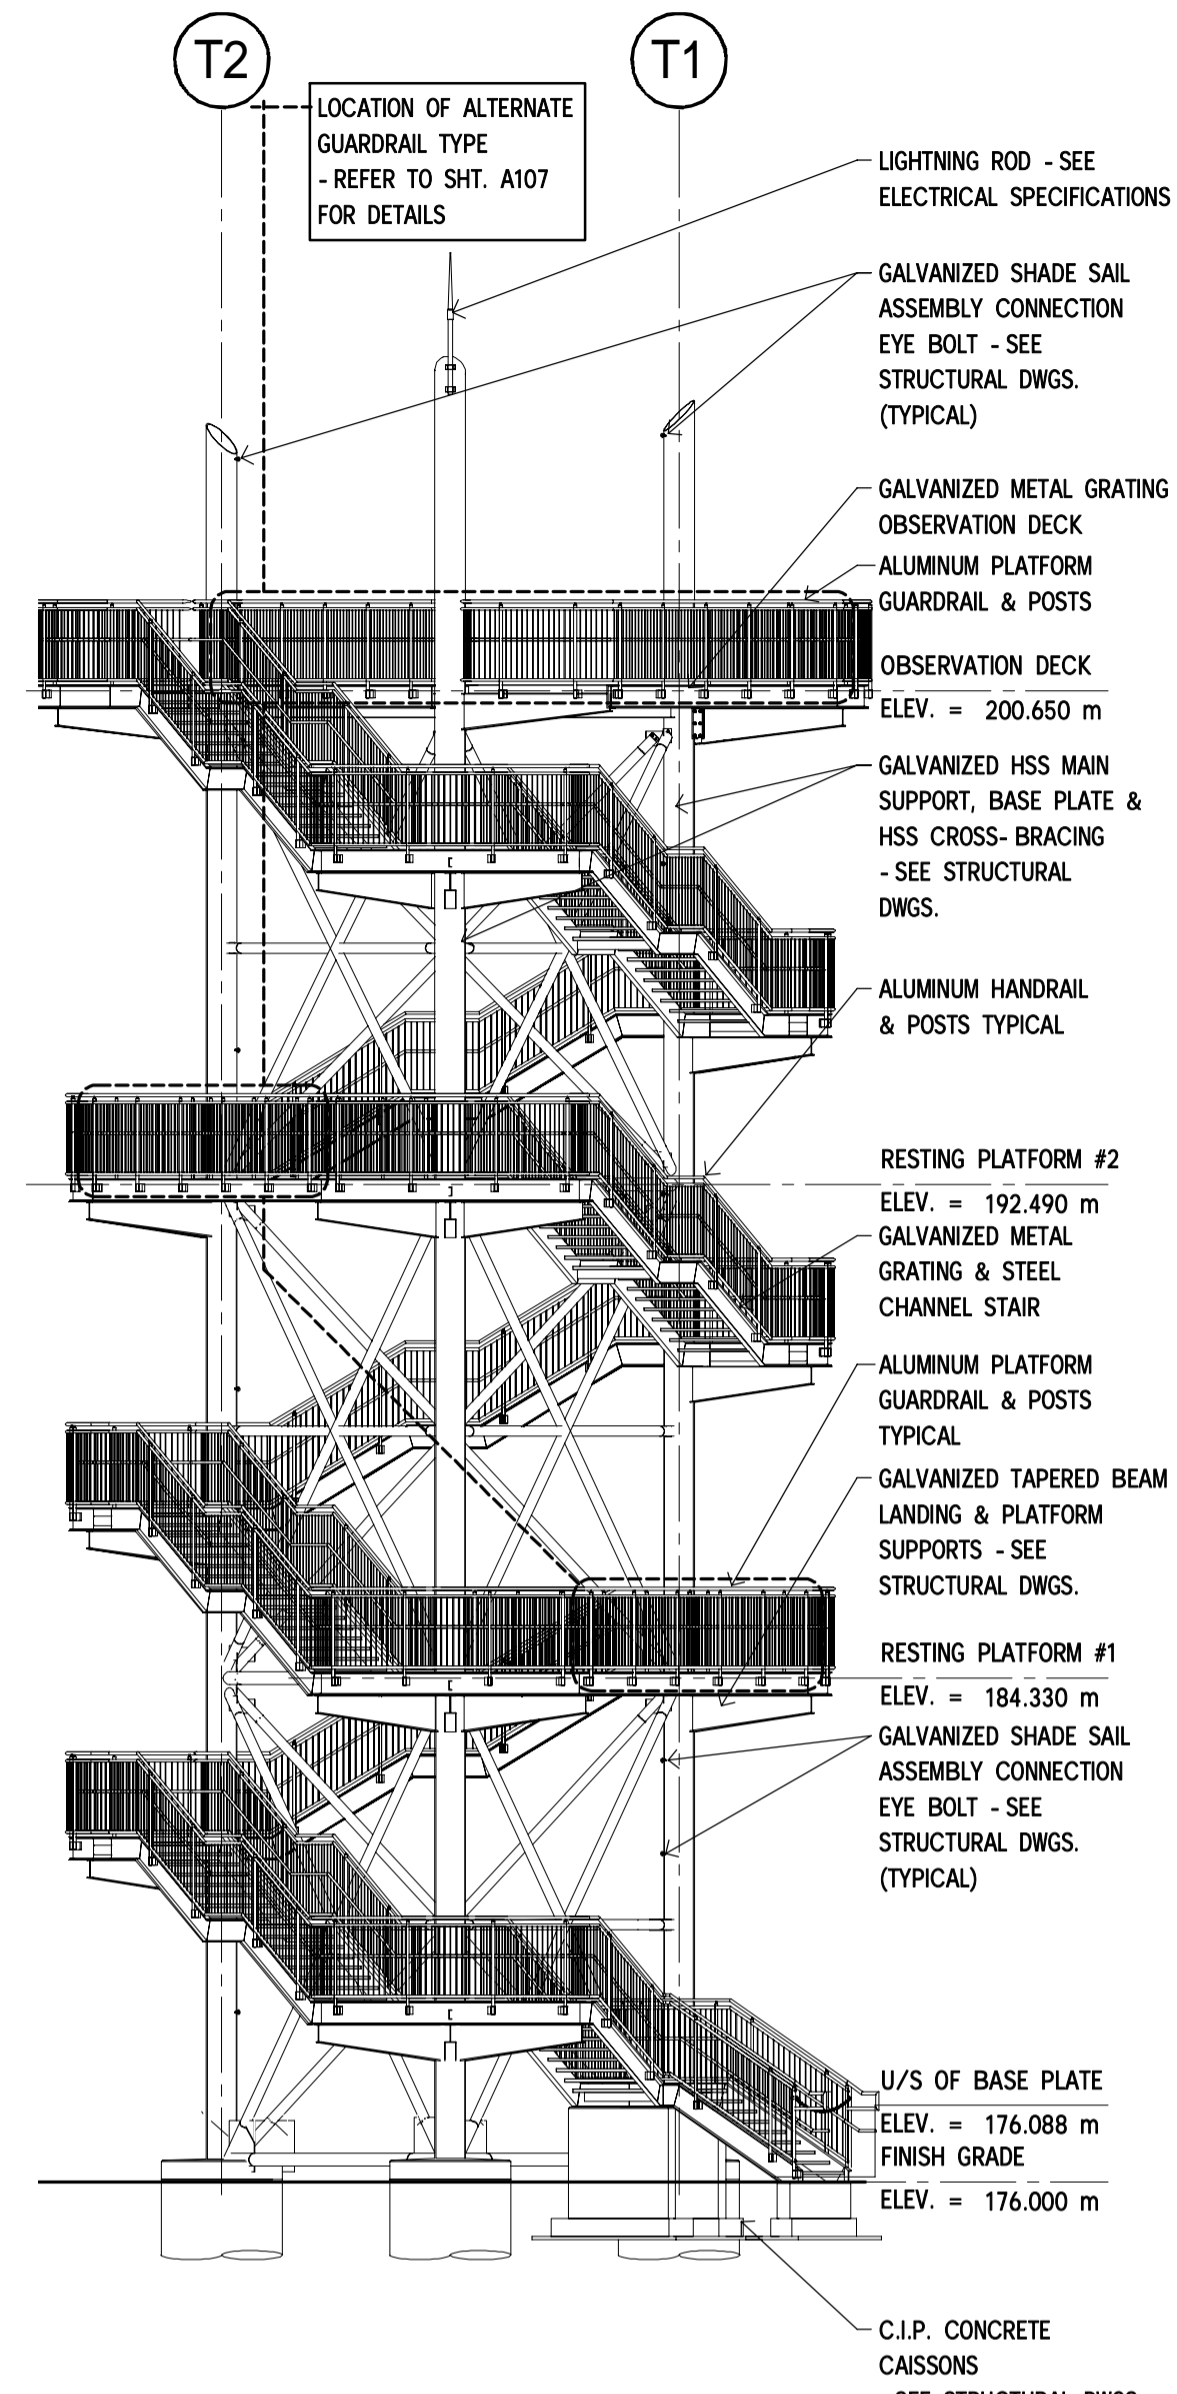 T2
T1
LOCATION OF ALTERNATE
GUARDRAIL TYPE
- REFER TO SHT. A107
FOR DETAILS
LIGHTNING ROD - SEE
ELECTRICAL SPECIFICATIONS
GALVANIZED SHADE SAIL
ASSEMBLY CONNECTION
EYE BOLT - SEE
STRUCTURAL DWGS.
(TYPICAL)
GALVANIZED METAL GRATING
OBSERVATION DECK
ALUMINUM PLATFORM
GUARDRAIL & POSTS
OBSERVATION DECK
ELEV. = 200.650 m
GALVANIZED HSS MAIN
SUPPORT, BASE PLATE &
HSS CROSS-BRACING
- SEE STRUCTURAL
DWGS.
ALUMINUM HANDRAIL
& POSTS TYPICAL
RESTING PLATFORM #2
ELEV. = 192.490 m
GALVANIZED METAL
GRATING & STEEL
CHANNEL STAIR
ALUMINUM PLATFORM
GUARDRAIL & POSTS
TYPICAL
GALVANIZED TAPERED BEAM
LANDING & PLATFORM
SUPPORTS - SEE
STRUCTURAL DWGS.
RESTING PLATFORM #1
ELEV. = 184.330 m
GALVANIZED SHADE SAIL
ASSEMBLY CONNECTION
EYE BOLT - SEE
STRUCTURAL DWGS.
(TYPICAL)
U/S OF BASE PLATE
ELEV. = 176.088 m
FINISH GRADE
ELEV. = 176.000 m
C.I.P. CONCRETE
CAISSONS